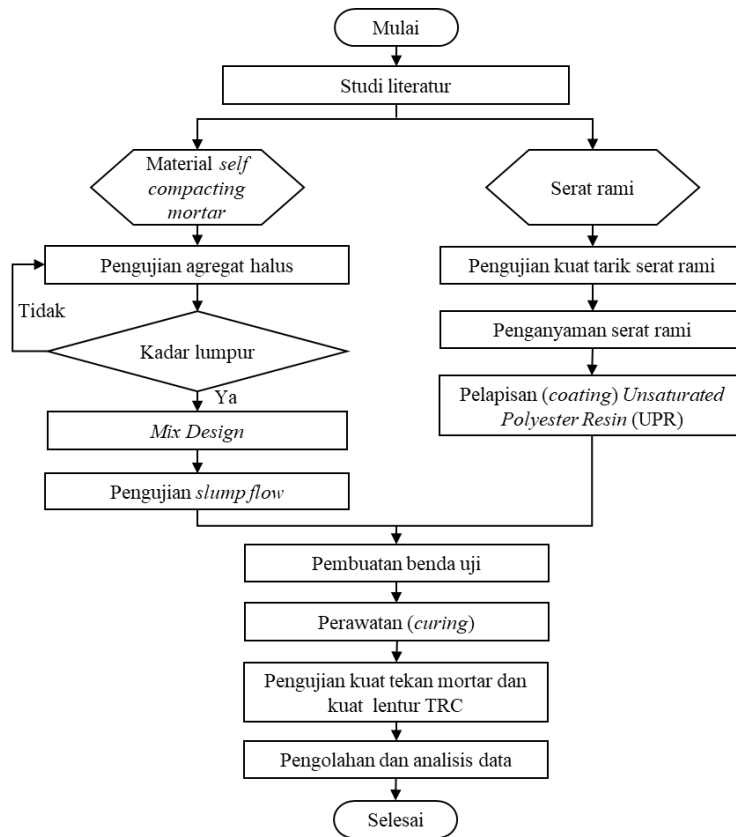 Mulai
Studi literatur
Material self
compacting
mortar
Serat rami
Pengujian agregat halus
Pengujian kuat tarik serat rami
Tidak
Kadar lumpur
Penganyaman serat rami
Ya
Pelapisan (coating) Unsaturated
Polyester Resin (UPR)
Mix Design
Pengujian slump flow
Pembuatan benda uji
Perawatan (curing)
Pengujian kuat tekan mortar dan
kuat lentur TRC
Pengolahan dan analisis data
Selesai